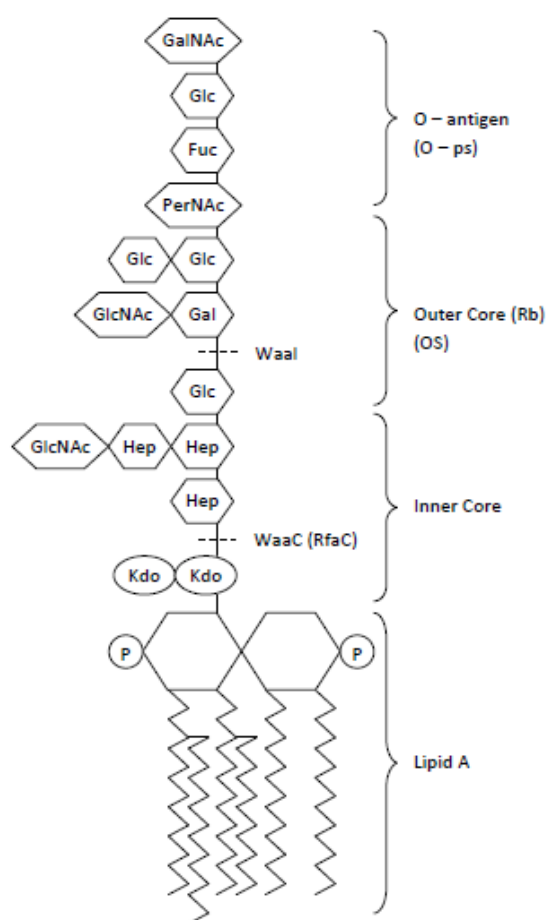 GalNAc
Glc
Fuc
O – antigen
(O – ps)
PerNAc
Glc Glc
GlcNAc Gal
Outer Core (Rb)
(OS)
Waal
Glc
GlcNAc Hep Hep
Hep
Inner Core
WaaC (RfaC)
Kdo Kdo
P P
Lipid A